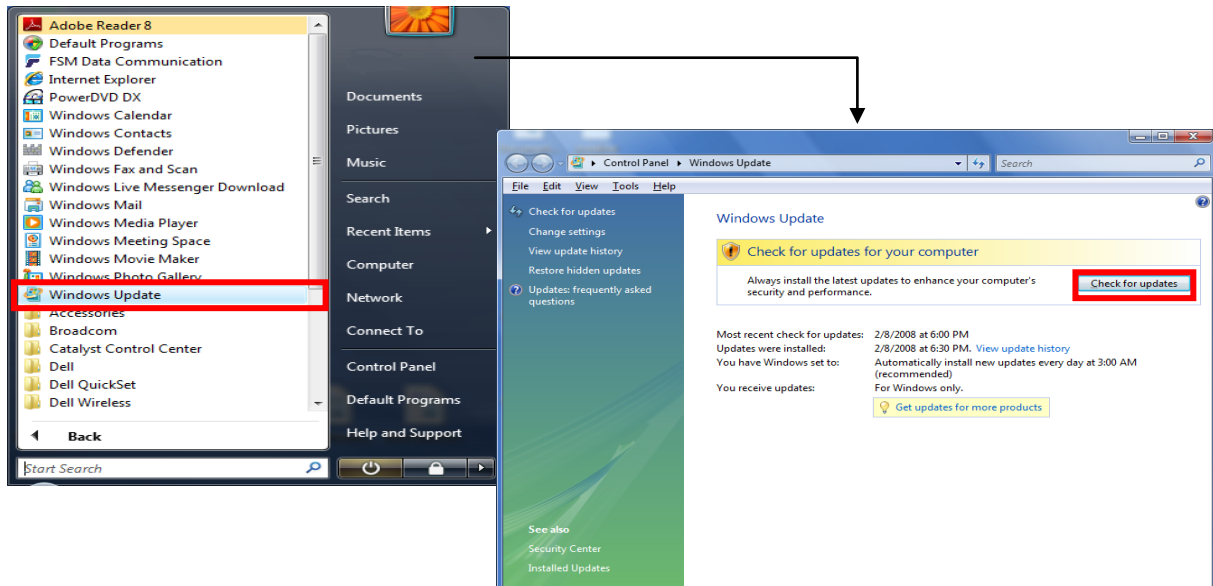 Adobe Reader 8
Default Programs
FSM Data Communication
Internet Explorer
PowerDVD DX
Windows Calendar
Windows Contacts
Windows Defender
Windows Fax and Scan
Windows Live Messenger Download
Windows Mail
Windows Media Player
Windows Meeting Space
Windows Movie Maker
Windows Photo Gallery
Windows Update
Accessories
Broadcom
Catalyst Control Center
Dell
Dell QuickSet
Dell Wireless
Back
Start Search
Documents
Pictures
Music
Search
Recent Items
Computer
Network
Connect To
Control Panel
Default Programs
Help and Support
Control Panel Windows Update
Search
File Edit View Tools Help
Check for updates
Change settings
View update history
Restore hidden updates
Updates: frequently asked
questions
See also
Security Center
Installed Updates
Windows Update
Check for updates for your computer
Always install the latest updates to enhance your computer's
security and performance.
Check for updates
Most recent check for updates: 2/8/2008 at 6:00 PM
Updates were installed: 2/8/2008 at 6:30 PM. View update history
You have Windows set to: Automatically install new updates every day at 3:00 AM
(recommended)
You receive updates: For Windows only.
Get updates for more products